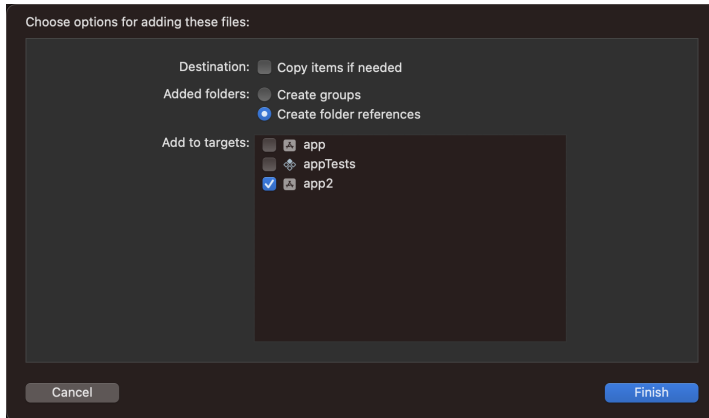 Choose options for adding these files:
Destination: Copy items if needed
Added folders: Create groups
Create folder references
Add to targets: app
appTests
app2
Cancel Finish